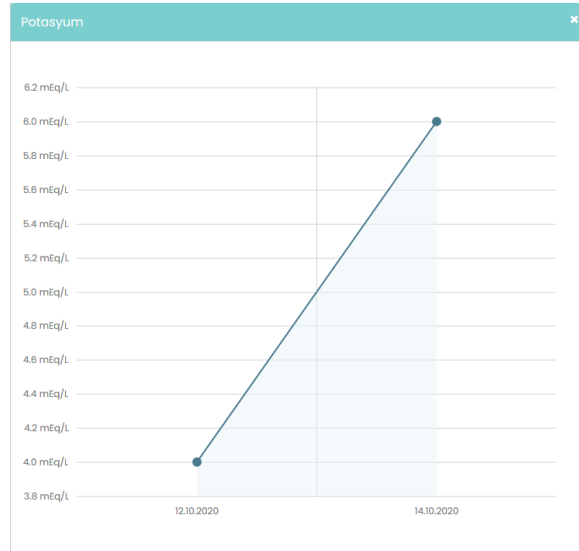 Potasyum ×
6.2 mEq/L
6.0 mEq/L
5.8 mEq/L
5.6 mEq/L
5.4 mEq/L
5.2 mEq/L
5.0 mEq/L
4.8 mEq/L
4.6 mEq/L
4.4 mEq/L
4.2 mEq/L
4.0 mEq/L
3.8 mEq/L
12.10.2020 14.10.2020